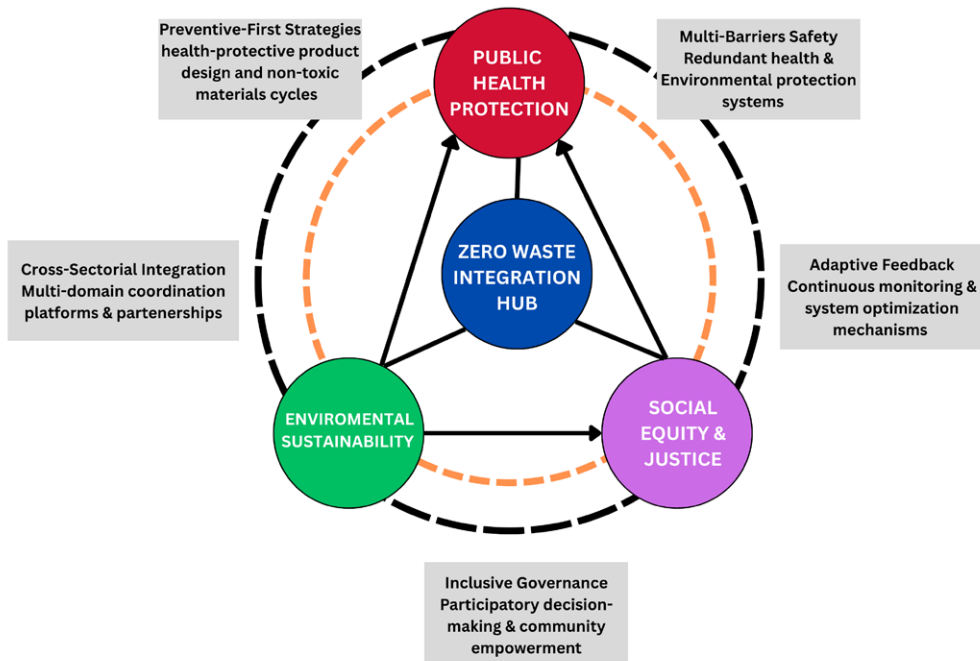 Preventive-First Strategies
health-protective product
design and non-toxic
materials cycles
PUBLIC
HEALTH
PROTECTION
Multi-Barriers Safety
Redundant health &
Environmental protection
systems
Cross-Sectorial Integration
Multi-domain coordination
platforms & partenerships
ZERO WASTE
INTEGRATION
HUB
Adaptive Feedback
Continuous monitoring &
system optimization
mechanisms
ENVIROMENTAL
SUSTAINABILITY
SOCIAL
EQUITY &
JUSTICE
Inclusive Governance
Participatory decision-
making & community
empowerment